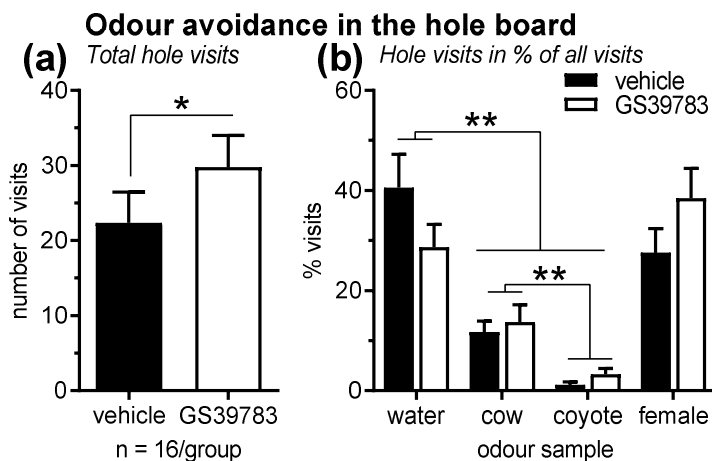 Odour avoidance in the hole board
(a) Total hole visits
number of visits
40
30
20
10
0
*
vehicle GS39783
n = 16/group
(b) Hole visits in % of all visits
vehicle
GS39783
% visits
60
40
20
0
**
**
water cow coyote female
odour sample